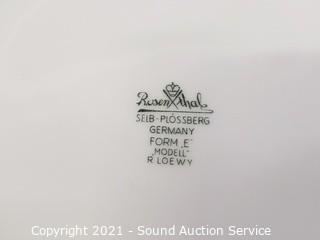 Rosenthal
SELB-PLÖSSBERG
GERMANY
FORM „E"
„MODELL"
R. LOEWY
Copyright 2021 - Sound Auction Service